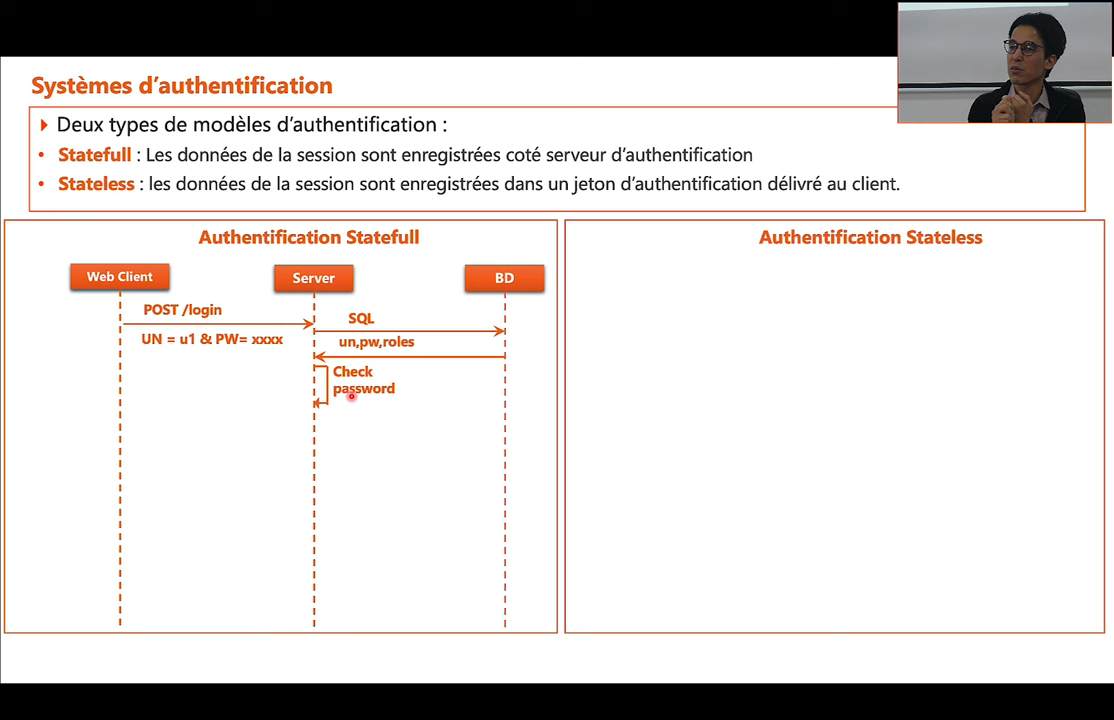 Systèmes d’authentification
Deux types de modèles d’authentification :
• Statefull : Les données de la session sont enregistrées coté serveur d’authentification
• Stateless : les données de la session sont enregistrées dans un jeton d’authentification délivré au client.
Authentification Statefull
Web Client
Server
BD
POST /login
UN = u1 & PW= xxxx
SQL
un,pw,roles
Check
password
Authentification Stateless